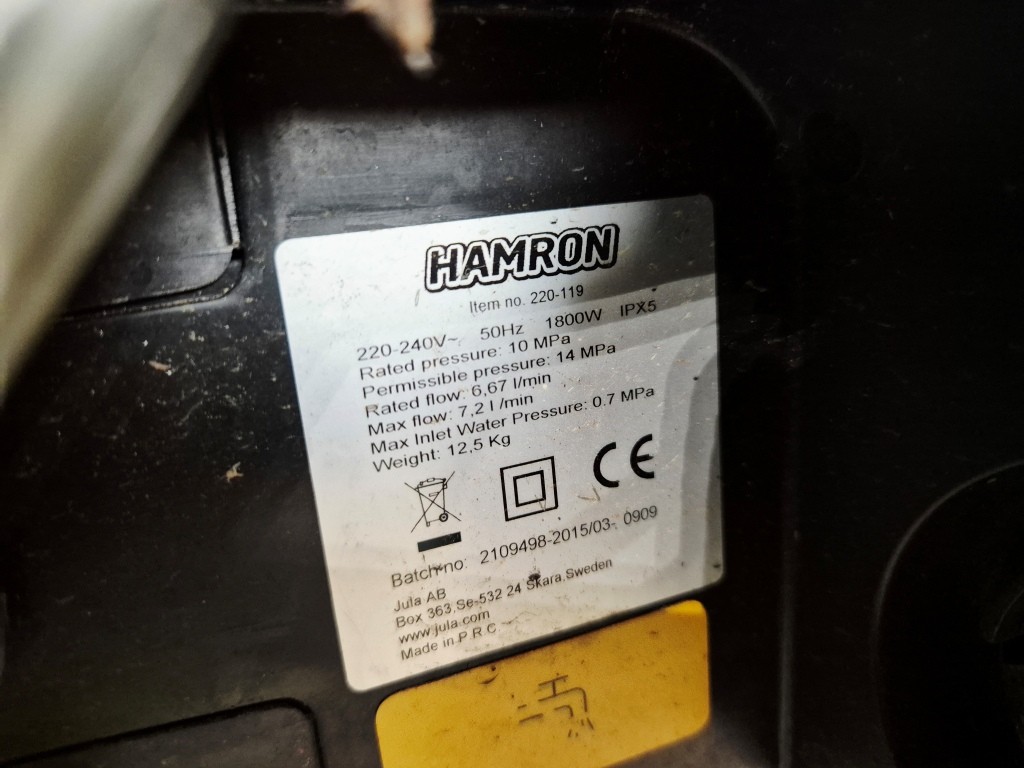 HAMRON
Item no. 220-119
220-240V~ 50Hz 1800W IPX5
Rated pressure: 10 MPa
Permissible pressure: 14 MPa
Rated flow: 6,67 l/min
Max flow: 7,2 l /min
Max Inlet Water Pressure: 0.7 MPa
Weight: 12,5 Kg
CE
Batch no: 2109498-2015/03- 0909
Jula AB
Box 363,Se-532 24 Skara,Sweden
www.jula.com
Made in P R C